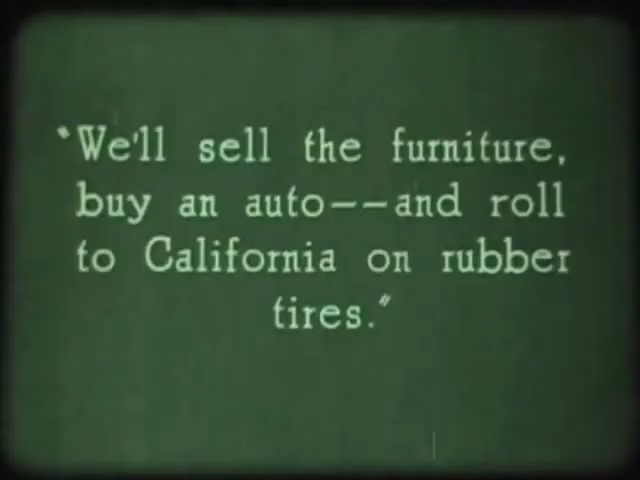 "We'll sell the furniture,
buy an auto--and roll
to California on rubber
tires."